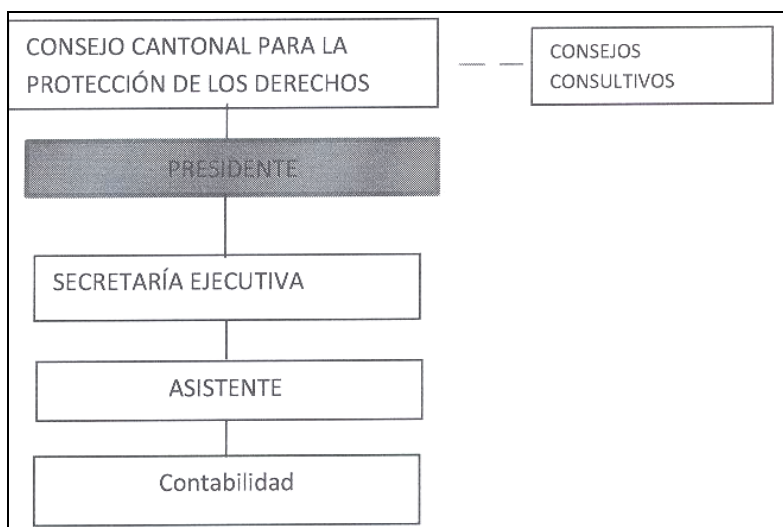 CONSEJO CANTONAL PARA LA
PROTECCIÓN DE LOS DERECHOS
CONSEJOS
CONSULTIVOS
PRESIDENTE
SECRETARÍA EJECUTIVA
ASISTENTE
Contabilidad